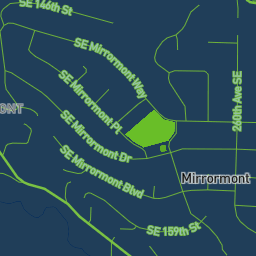 SE 146th St
SE Mirrormont Way
SE Mirrormont Pl
260th Ave SE
SE Mirrormont Dr
SE Mirrormont Blvd
Mirrormont
SE 159th St